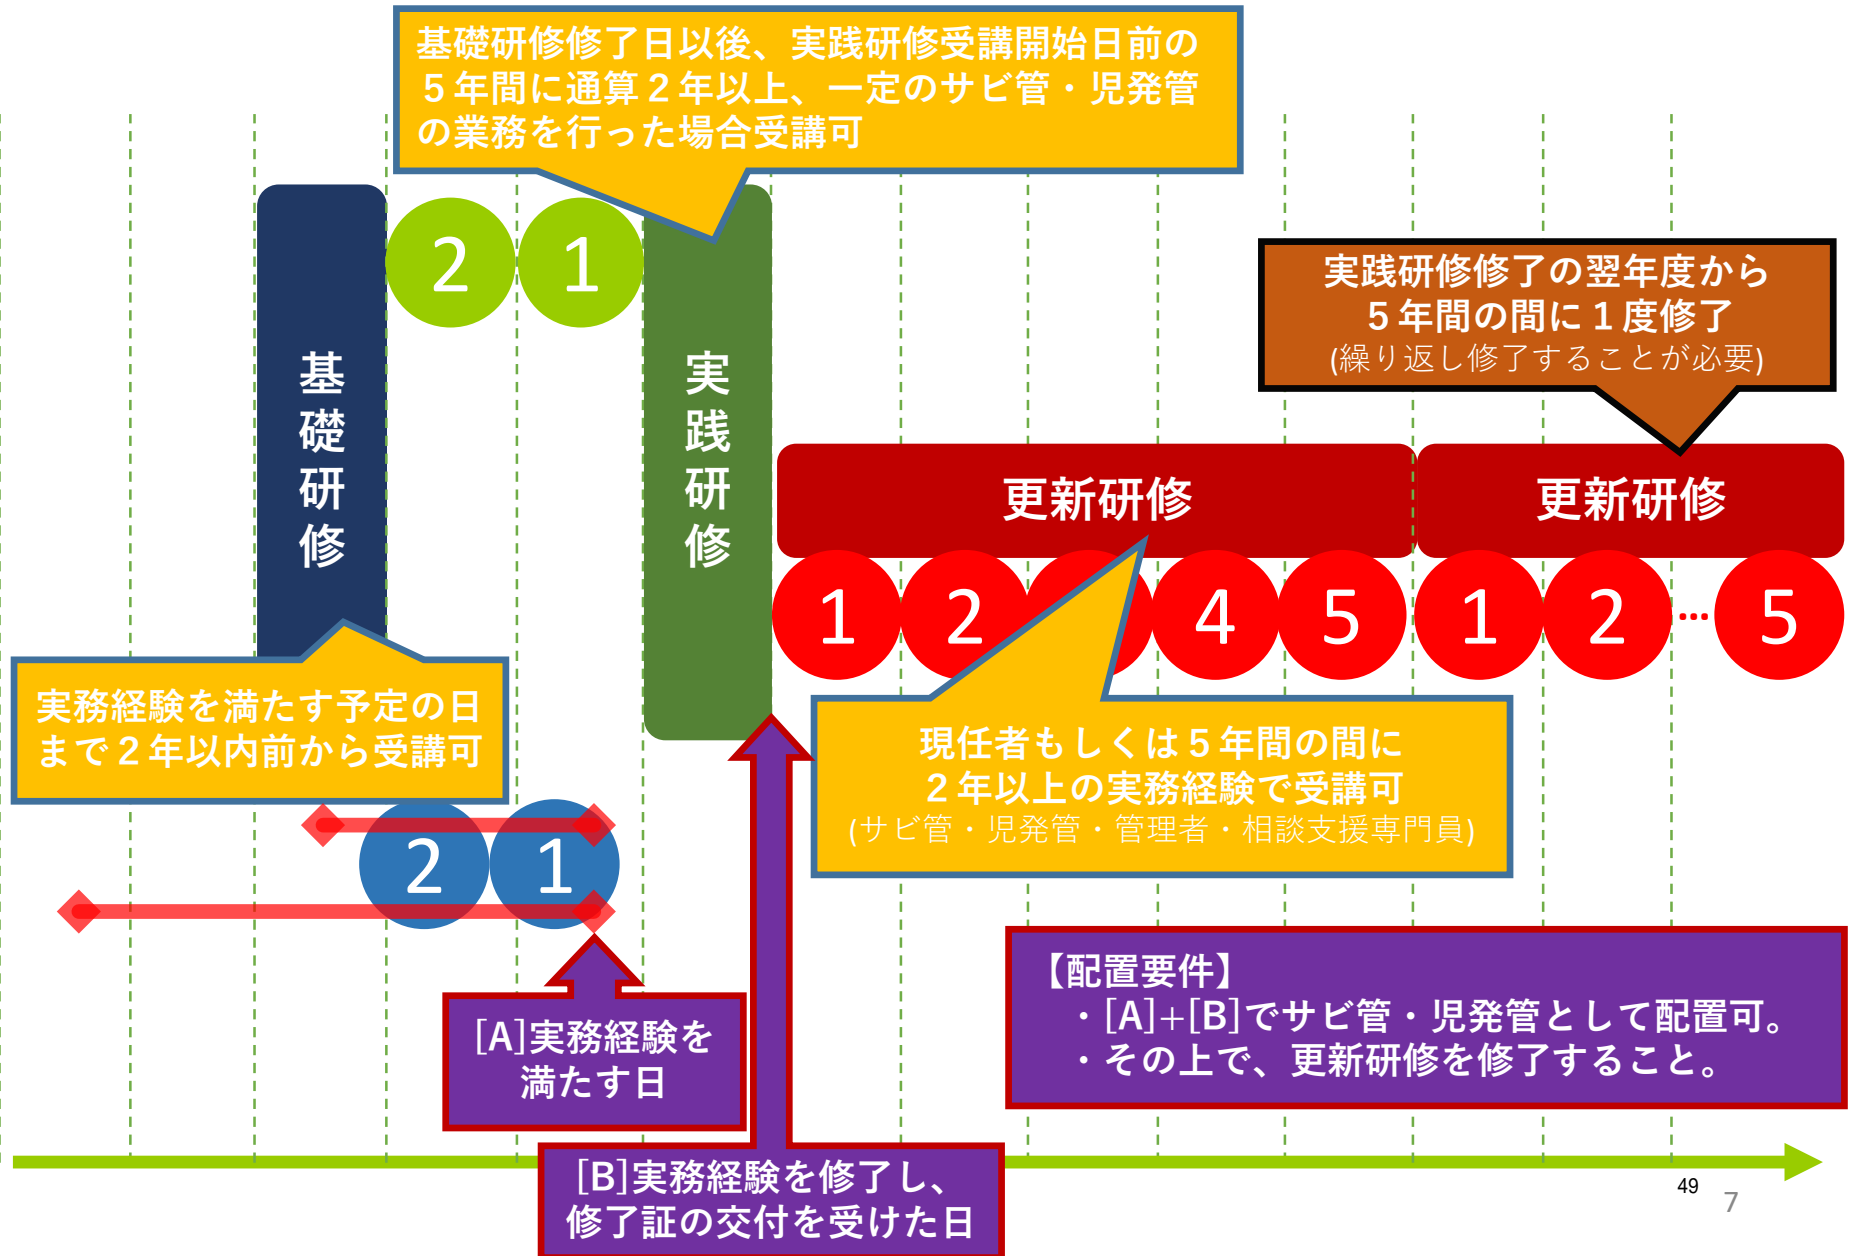 基礎研修修了日以後、実践研修受講開始日前の
５年間に通算２年以上、一定のサビ管・児発管
の業務を行った場合受講可
2
1
基礎研修
実践研修
実践研修修了の翌年度から
５年間の間に１度修了
(繰り返し修了することが必要)
更新研修
更新研修
1
2
4
5
1
2
…
5
実務経験を満たす予定の日
まで２年以内前から受講可
現任者もしくは５年間の間に
２年以上の実務経験で受講可
(サビ管・児発管・管理者・相談支援専門員)
2
1
[A]実務経験を
満たす日
【配置要件】
・[A]+[B]でサビ管・児発管として配置可。
・その上で、更新研修を修了すること。
[B]実務経験を修了し、
修了証の交付を受けた日
49
7